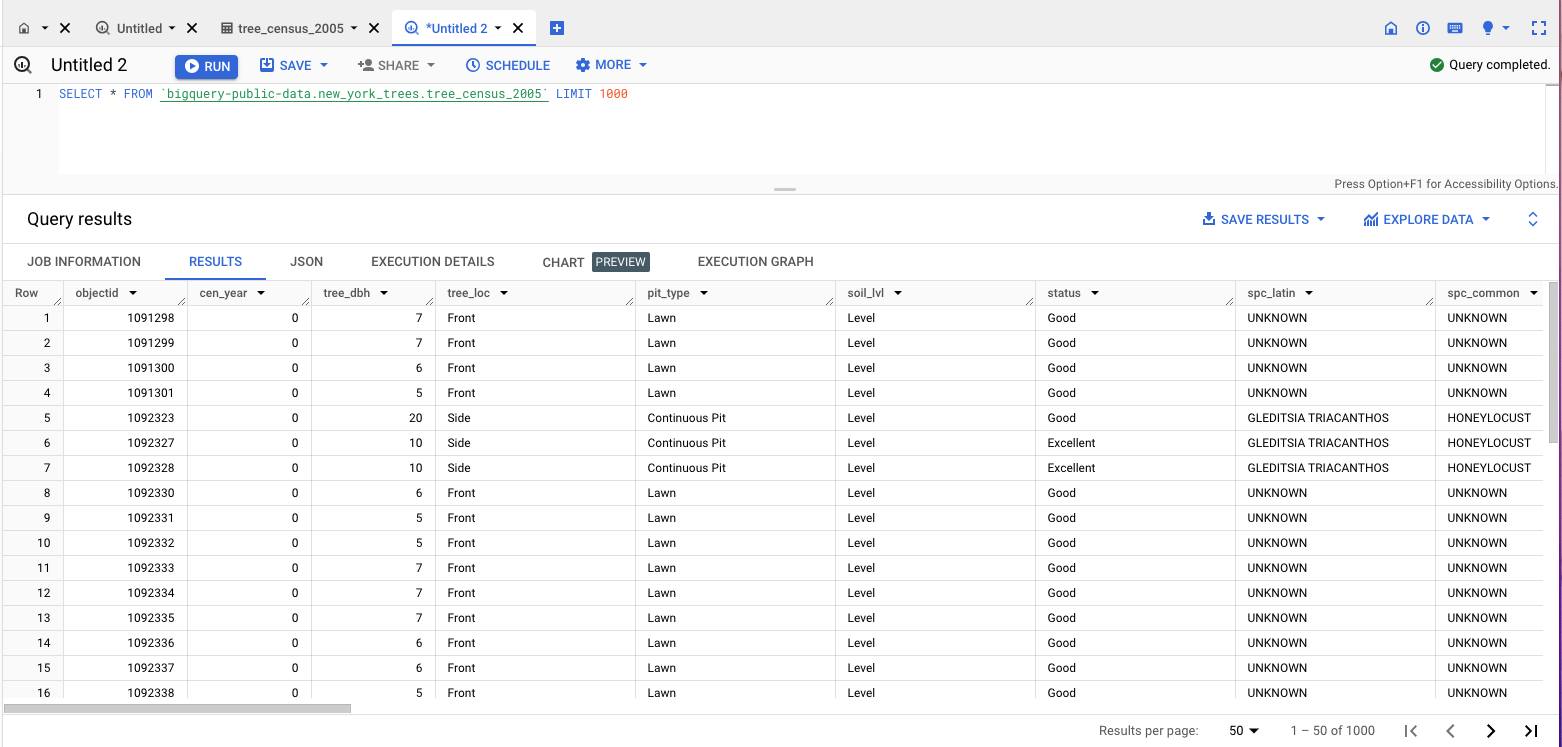 Untitled tree_census_2005 *Untitled 2
Untitled 2 RUN SAVE SHARE SCHEDULE MORE Query completed.
1 SELECT * FROM `bigquery-public-data.new_york_trees.tree_census_2005` LIMIT 1000
Press Option+F1 for Accessibility Options.
Query results SAVE RESULTS EXPLORE DATA
JOB INFORMATION RESULTS JSON EXECUTION DETAILS CHART PREVIEW EXECUTION GRAPH
Row objectid cen_year tree_dbh tree_loc pit_type soil_lvl status spc_latin spc_common
1 1091298 0 7 Front Lawn Level Good UNKNOWN UNKNOWN
2 1091299 0 7 Front Lawn Level Good UNKNOWN UNKNOWN
3 1091300 0 6 Front Lawn Level Good UNKNOWN UNKNOWN
4 1091301 0 5 Front Lawn Level Good UNKNOWN UNKNOWN
5 1092323 0 20 Side Continuous Pit Level Good GLEDITSIA TRIACANTHOS HONEYLOCUST
6 1092327 0 10 Side Continuous Pit Level Excellent GLEDITSIA TRIACANTHOS HONEYLOCUST
7 1092328 0 10 Side Continuous Pit Level Excellent GLEDITSIA TRIACANTHOS HONEYLOCUST
8 1092330 0 6 Front Lawn Level Good UNKNOWN UNKNOWN
9 1092331 0 5 Front Lawn Level Good UNKNOWN UNKNOWN
10 1092332 0 5 Front Lawn Level Good UNKNOWN UNKNOWN
11 1092333 0 7 Front Lawn Level Good UNKNOWN UNKNOWN
12 1092334 0 7 Front Lawn Level Good UNKNOWN UNKNOWN
13 1092335 0 7 Front Lawn Level Good UNKNOWN UNKNOWN
14 1092336 0 6 Front Lawn Level Good UNKNOWN UNKNOWN
15 1092337 0 6 Front Lawn Level Good UNKNOWN UNKNOWN
16 1092338 0 5 Front Lawn Level Good UNKNOWN UNKNOWN
Results per page: 50 1 – 50 of 1000